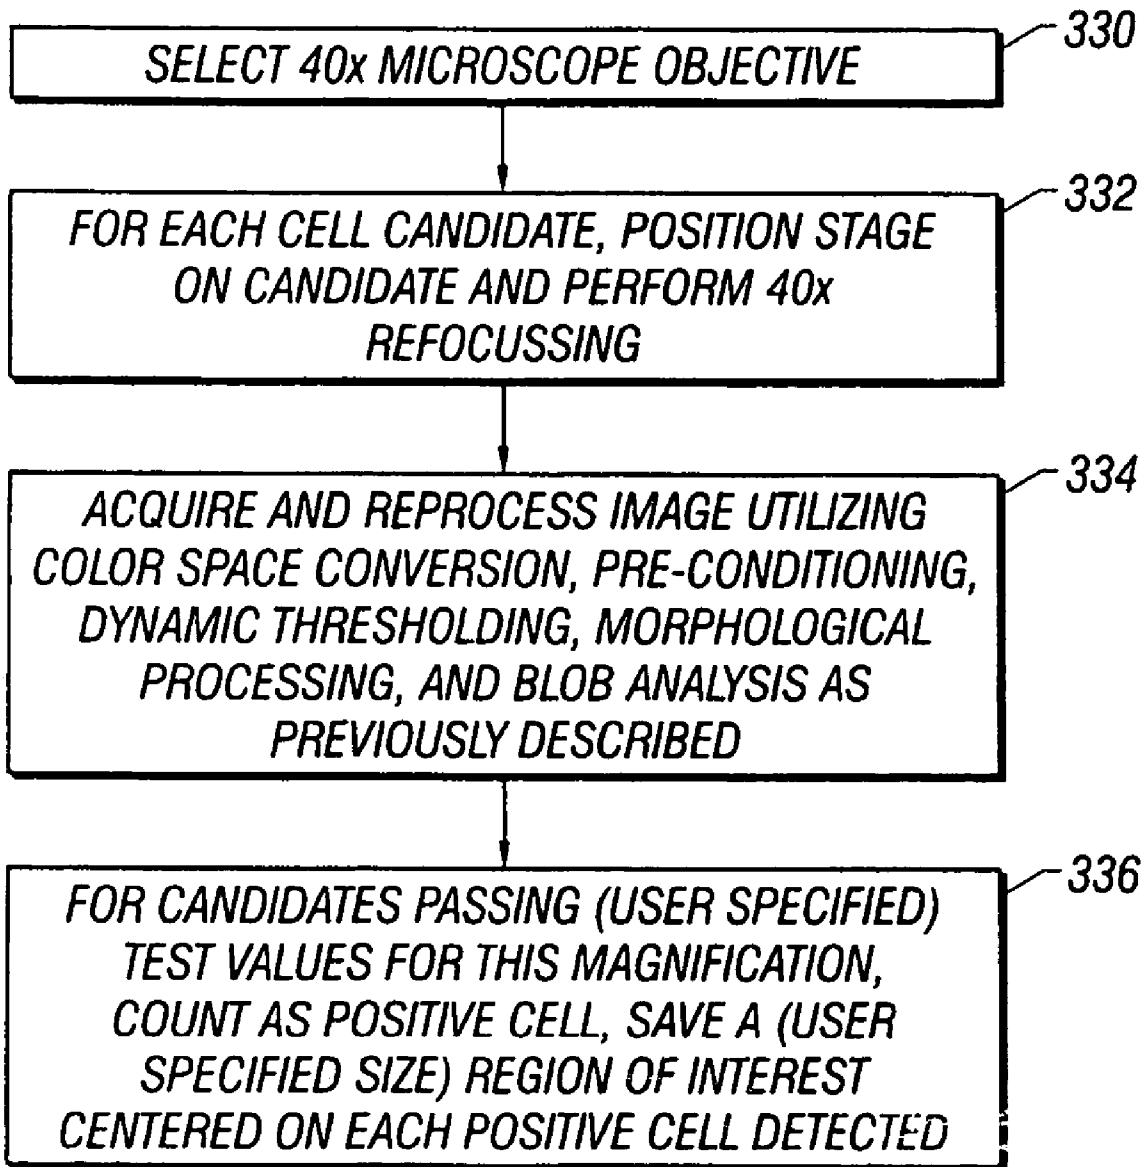 330
SELECT 40x MICROSCOPE OBJECTIVE
332
FOR EACH CELL CANDIDATE, POSITION STAGE
ON CANDIDATE AND PERFORM 40x
REFOCUSSING
334
ACQUIRE AND REPROCESS IMAGE UTILIZING
COLOR SPACE CONVERSION, PRE-CONDITIONING,
DYNAMIC THRESHOLDING, MORPHOLOGICAL
PROCESSING, AND BLOB ANALYSIS AS
PREVIOUSLY DESCRIBED
336
FOR CANDIDATES PASSING (USER SPECIFIED)
TEST VALUES FOR THIS MAGNIFICATION,
COUNT AS POSITIVE CELL, SAVE A (USER
SPECIFIED SIZE) REGION OF INTEREST
CENTERED ON EACH POSITIVE CELL DETECTED